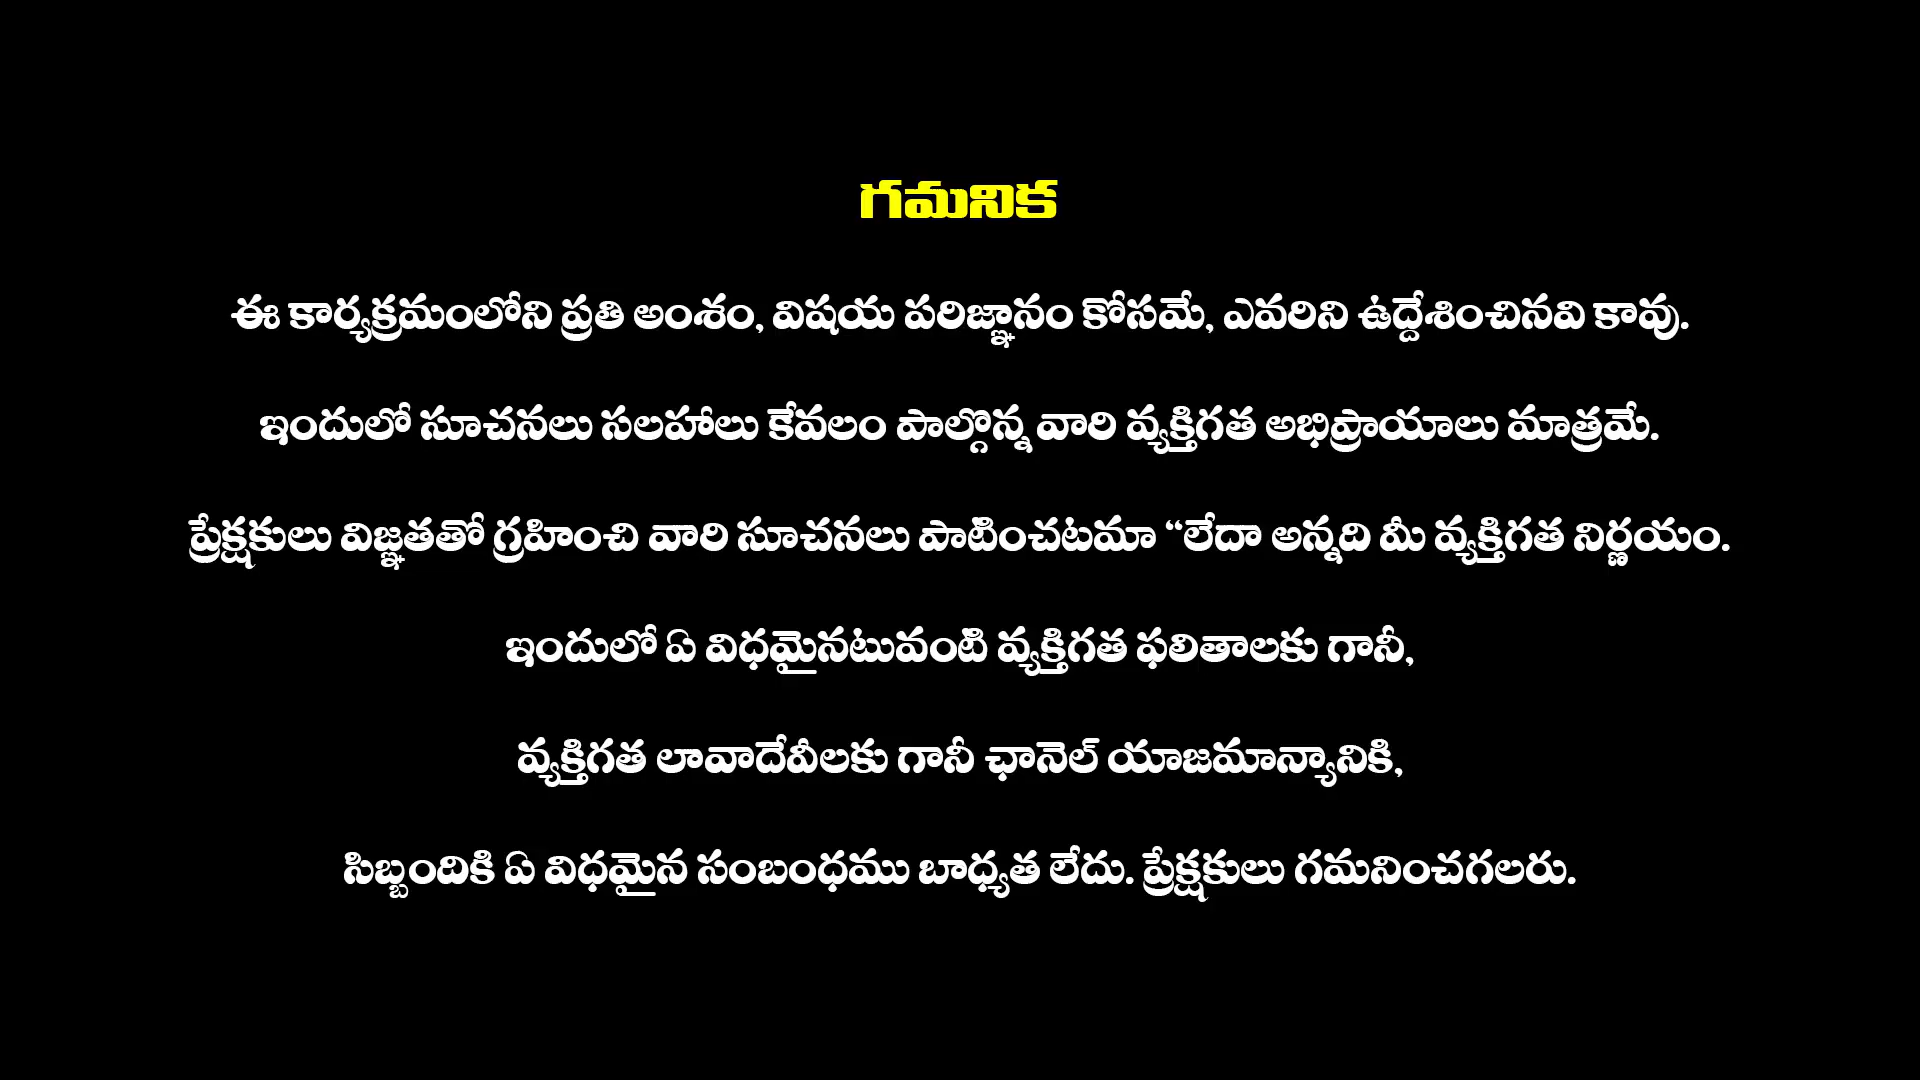 గమనిక
ఈ కార్యక్రమంలోని ప్రతి అంశం, విషయ పరిజ్ఞానం కోసమే, ఎవరిని ఉద్దేశించినవి కావు.
ఇందులో సూచనలు సలహాలు కేవలం పాల్గొన్న వారి వ్యక్తిగత అభిప్రాయాలు మాత్రమే.
ప్రేక్షకులు విజ్ఞతతో గ్రహించి వారి సూచనలు పాటించటమా “లేదా అన్నది మీ వ్యక్తిగత నిర్ణయం.
ఇందులో ఏ విధమైనటువంటి వ్యక్తిగత ఫలితాలకు గానీ,
వ్యక్తిగత లావాదేవీలకు గానీ ఛానెల్ యాజమాన్యానికి,
సిబ్బందికి ఏ విధమైన సంబంధము బాధ్యత లేదు. ప్రేక్షకులు గమనించగలరు.